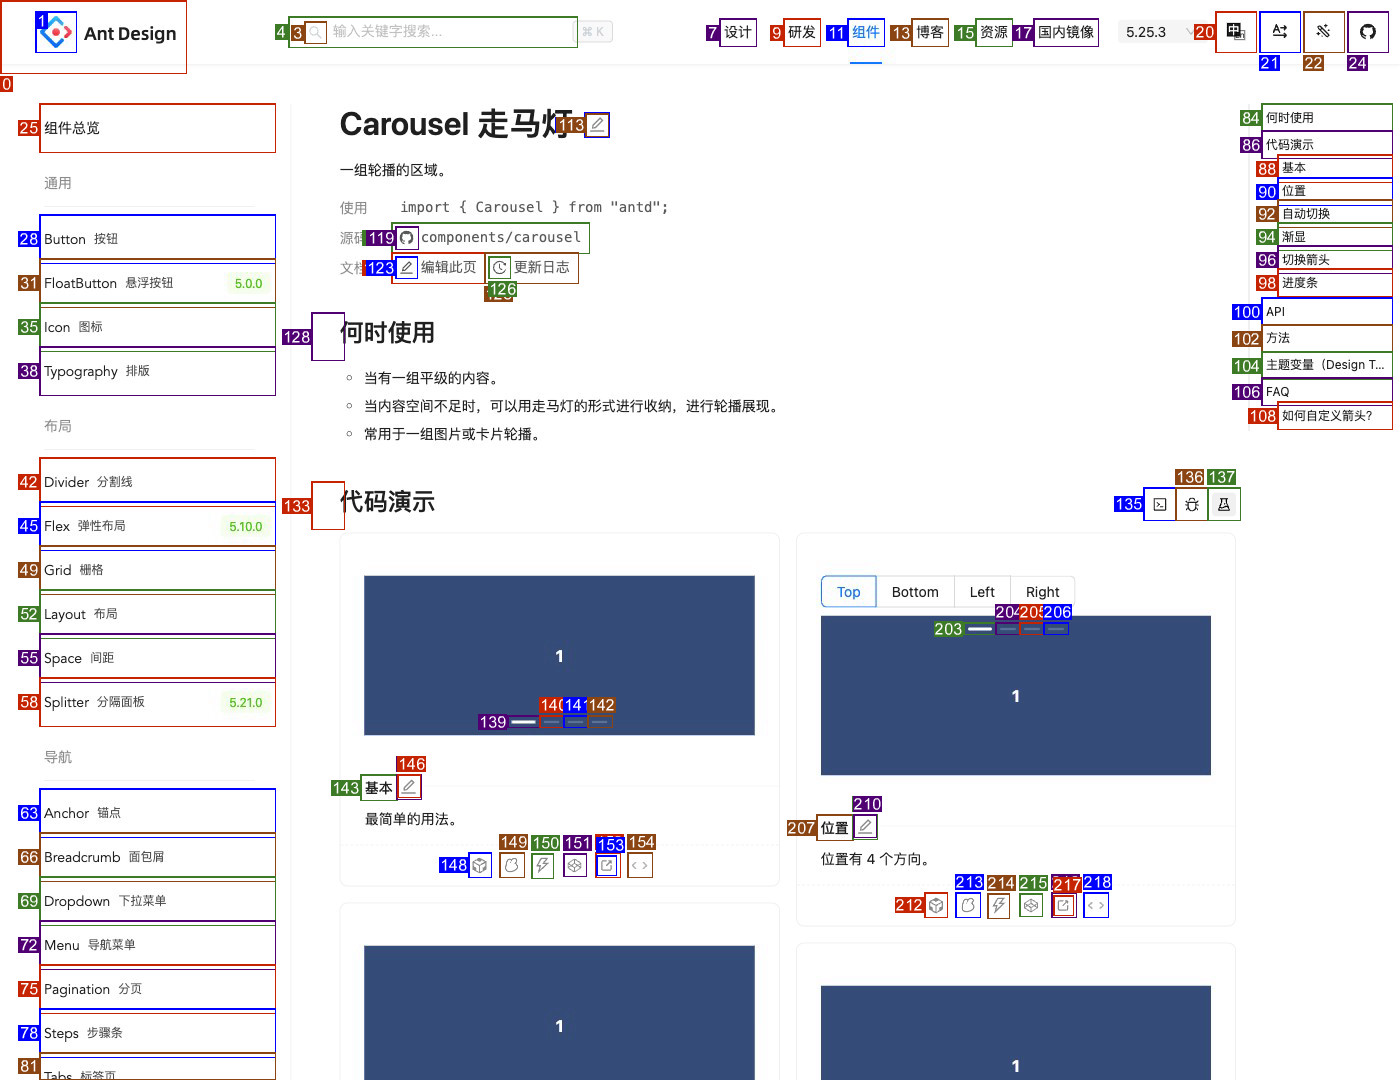 Ant Design
输入关键字搜索...
⌘ K
设计
研发
组件
博客
资源
国内镜像
5.25.3
1
4
3
7
9
11
13
15
17
20
21
22
24
0
25
组件总览
通用
28
Button 按钮
31
FloatButton 悬浮按钮 5.0.0
35
Icon 图标
38
Typography 排版
布局
42
Divider 分割线
45
Flex 弹性布局 5.10.0
49
Grid 栅格
52
Layout 布局
55
Space 间距
58
Splitter 分隔面板 5.21.0
导航
63
Anchor 锚点
66
Breadcrumb 面包屑
69
Dropdown 下拉菜单
72
Menu 导航菜单
75
Pagination 分页
78
Steps 步骤条
81
Tabs 标签页
Carousel 走马灯
113
一组轮播的区域。
使用 import { Carousel } from "antd";
源码
119
components/carousel
文档
123
编辑此页
更新日志
126
128
何时使用
当有一组平级的内容。
当内容空间不足时，可以用走马灯的形式进行收纳，进行轮播展现。
常用于一组图片或卡片轮播。
133
代码演示
135
136
137
1
139
140
141
142
143
基本
146
最简单的用法。
148
149
150
151
153
154
1
Top Bottom Left Right
203
204
205
206
1
207
位置
210
位置有 4 个方向。
212
213
214
215
217
218
1
84
何时使用
86
代码演示
88
基本
90
位置
92
自动切换
94
渐显
96
切换箭头
98
进度条
100
API
102
方法
104
主题变量（Design T...
106
FAQ
108
如何自定义箭头？